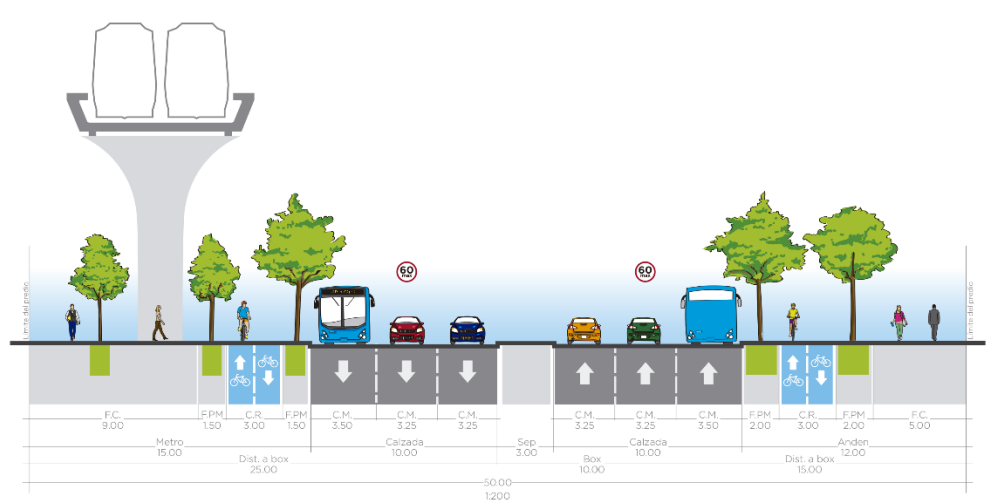 60
max
60
max
Límite del predio
Límite del predio
F.C. F.PM C.R. F.PM C.M. C.M. C.M. C.M. C.M. C.M. F.PM C.R. F.PM F.C.
9.00 1.50 3.00 1.50 3.50 3.25 3.25 3.25 3.25 3.50 2.00 3.00 2.00 5.00
Metro Calzada Sep Calzada Anden
15.00 10.00 3.00 10.00 12.00
Dist. a box Box Dist. a box
25.00 10.00 15.00
50.00
1:200